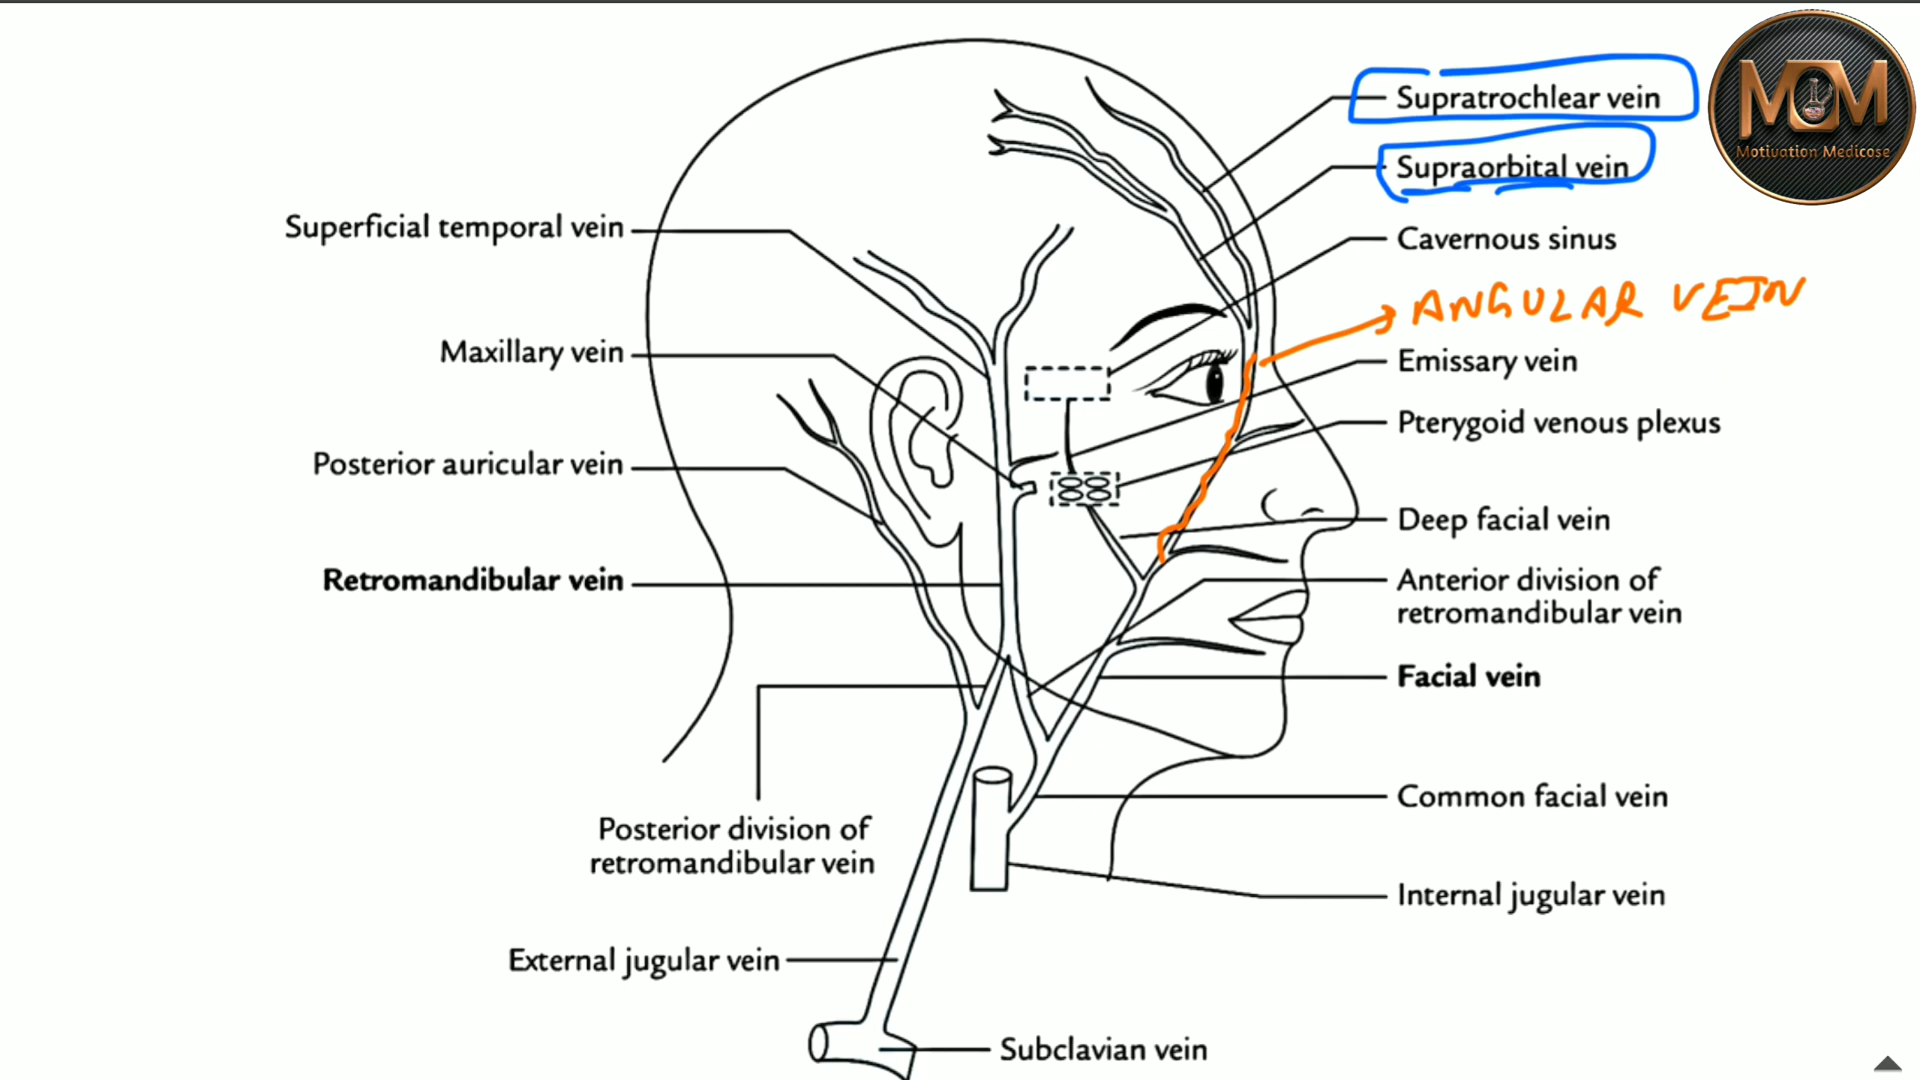 MOM
Motivation Medicose
Supratrochlear vein
Supraorbital vein
Cavernous sinus
ANGULAR VEIN
Emissary vein
Pterygoid venous plexus
Deep facial vein
Anterior division of
retromandibular vein
Facial vein
Common facial vein
Internal jugular vein
Superficial temporal vein
Maxillary vein
Posterior auricular vein
Retromandibular vein
Posterior division of
retromandibular vein
External jugular vein
Subclavian vein